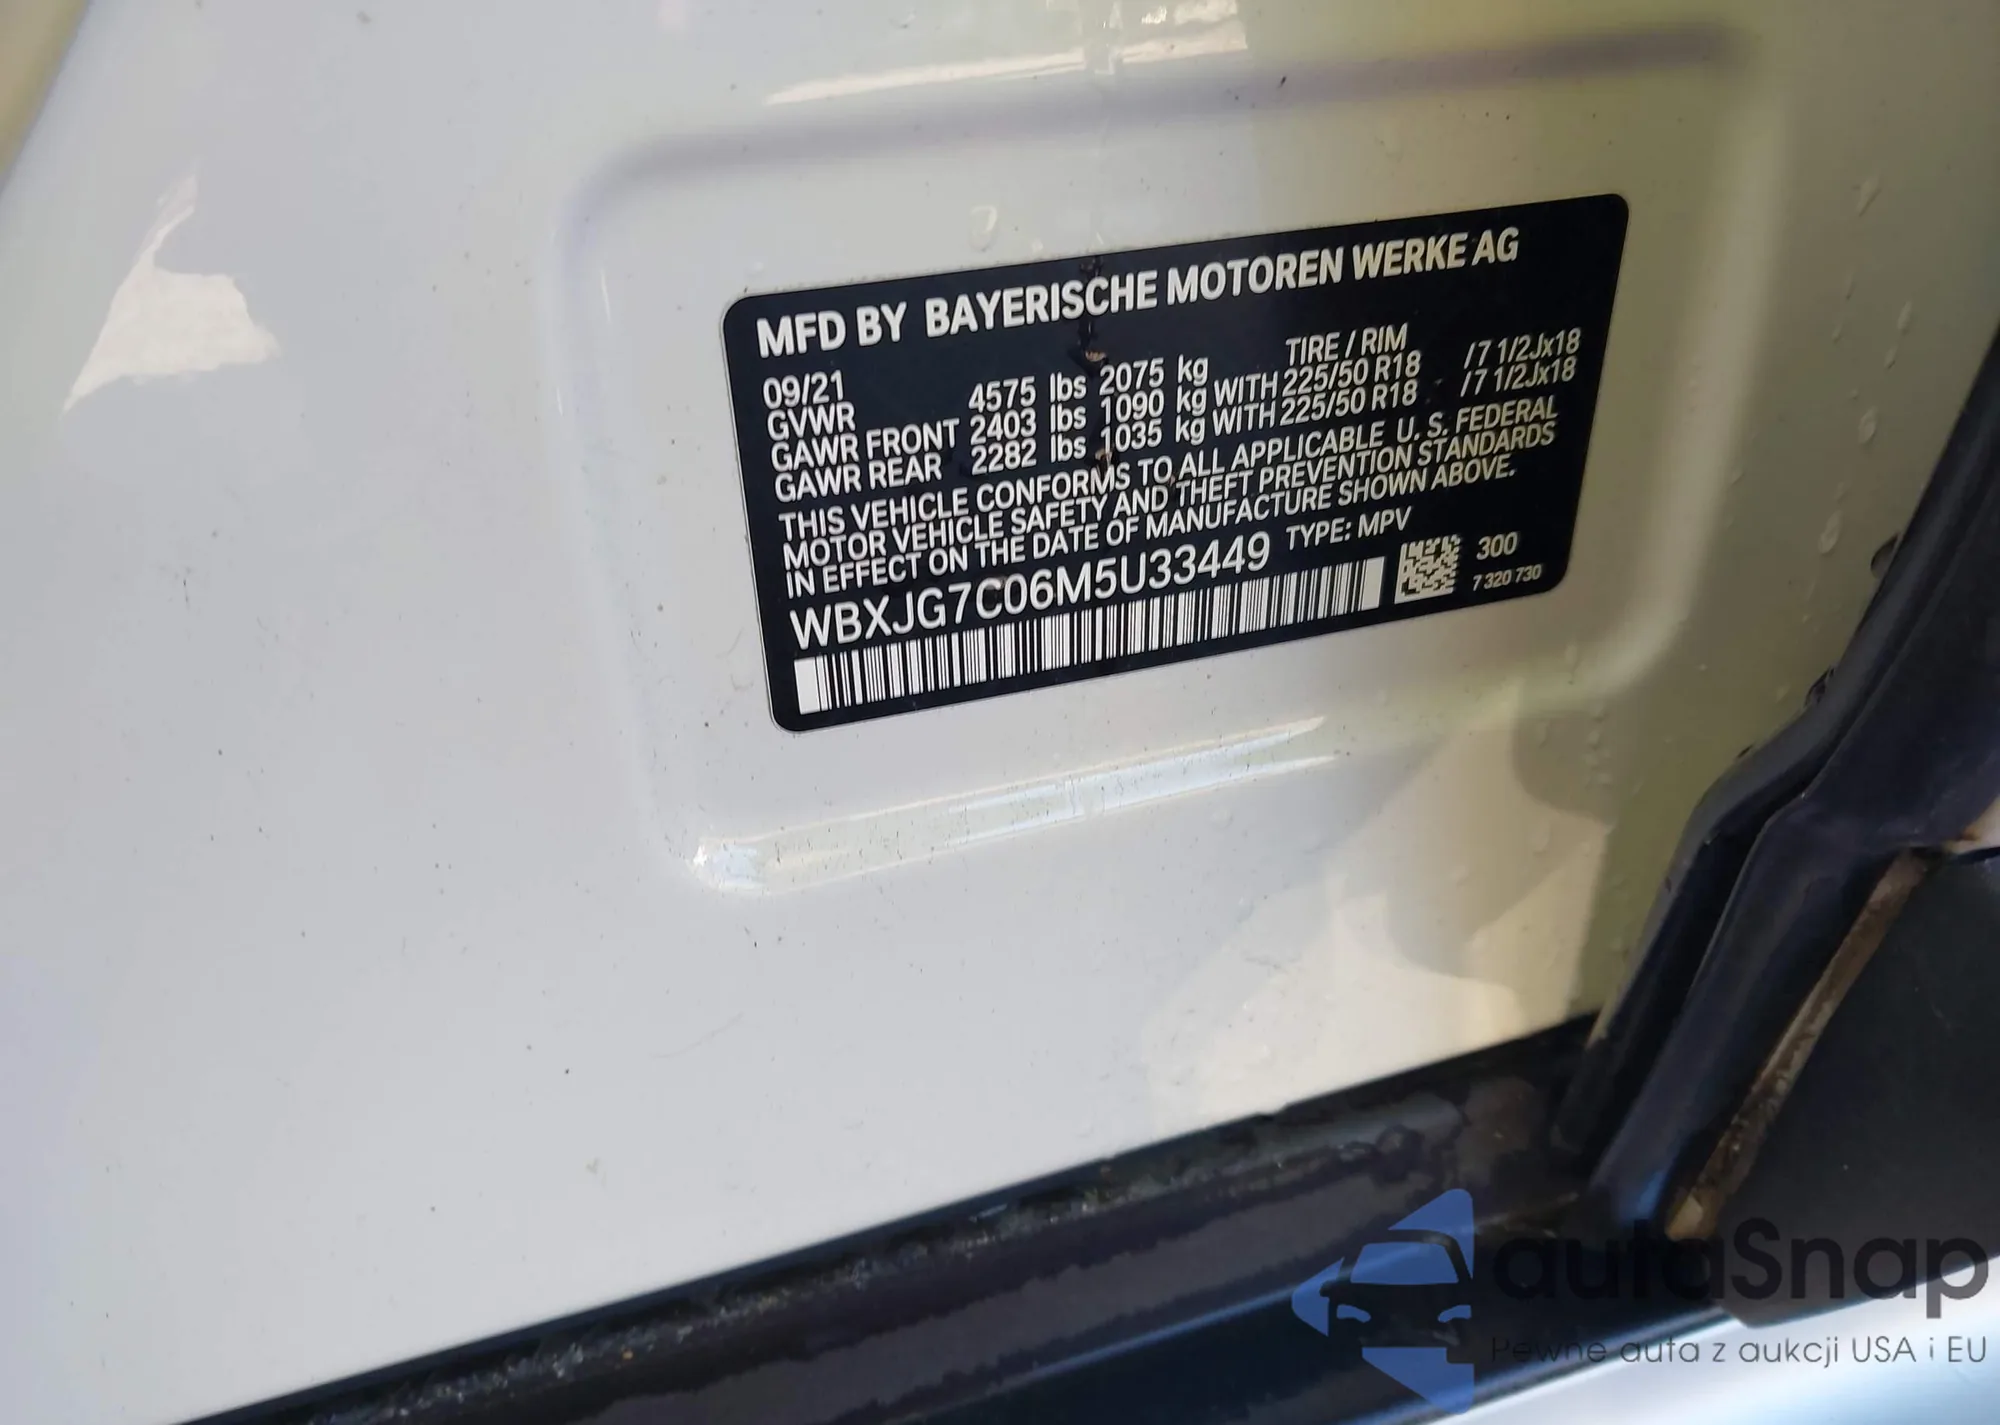 MFD BY BAYERISCHE MOTOREN WERKE AG
09/21 TIRE / RIM
GVWR 4575 lbs 2075 kg
GAWR FRONT 2403 lbs 1090 kg WITH 225/50 R18 /7 1/2Jx18
GAWR REAR 2282 lbs 1035 kg WITH 225/50 R18 /7 1/2Jx18
THIS VEHICLE CONFORMS TO ALL APPLICABLE U. S. FEDERAL
MOTOR VEHICLE SAFETY AND THEFT PREVENTION STANDARDS
IN EFFECT ON THE DATE OF MANUFACTURE SHOWN ABOVE.
WBXJG7C06M5U33449 TYPE: MPV
300
7 320 730
autaSnap
Pewne auta z aukcji USA i EU